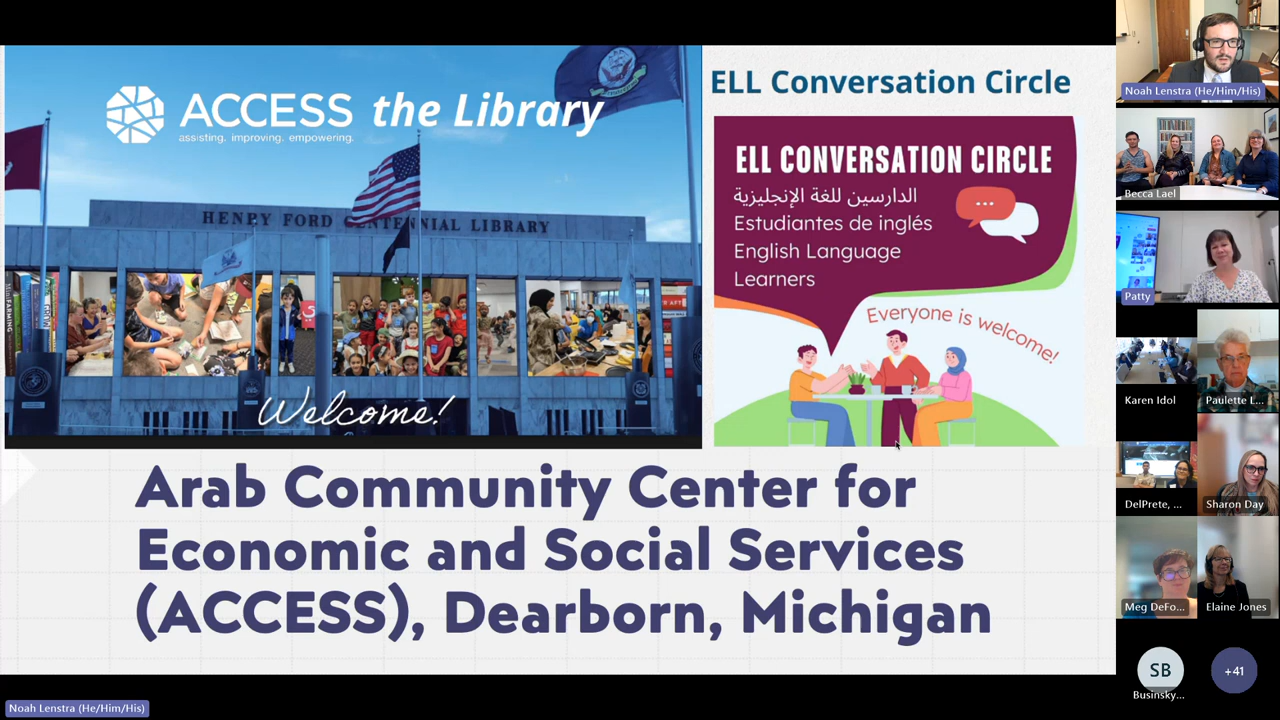 ACCESS the Library
assisting. improving. empowering.
HENRY FORD CENTENNIAL LIBRARY
Welcome!
ELL Conversation Circle
ELL CONVERSATION CIRCLE
الدارسين للغة الإنجليزية
Estudiantes de inglés
English Language
Learners
Everyone is welcome!
Arab Community Center for
Economic and Social Services
(ACCESS), Dearborn, Michigan
Noah Lenstra (He/Him/His)
Noah Lenstra (He/Him/His)
Becca Lael
Patty
Karen Idol
Paulette L...
DelPrete, ...
Sharon Day
Meg DeFo...
Elaine Jones
SB
Businsky...
+41